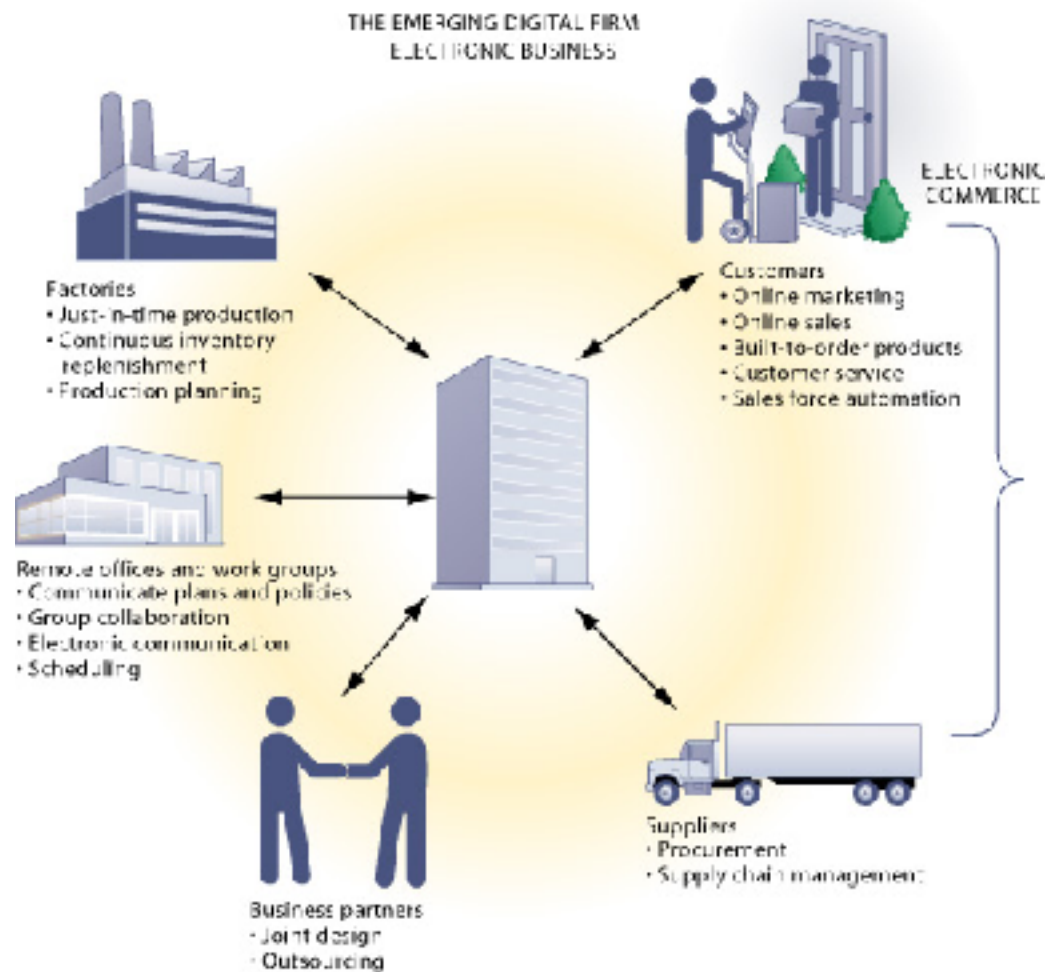 THE EMERGING DIGITAL FIRM
ELECTRONIC BUSINESS
ELECTRONIC
COMMERCE
Factories
• Just-in-time production
• Continuous inventory
replenishment
• Production planning
Customers
• Online marketing
• Online sales
• Built-to-order products
• Customer service
• Sales force automation
Remote offices and work groups
• Communicate plans and policies
• Group collaboration
• Electronic communication
• Scheduling
Business partners
• Joint design
• Outsourcing
Suppliers
• Procurement
• Supply chain management